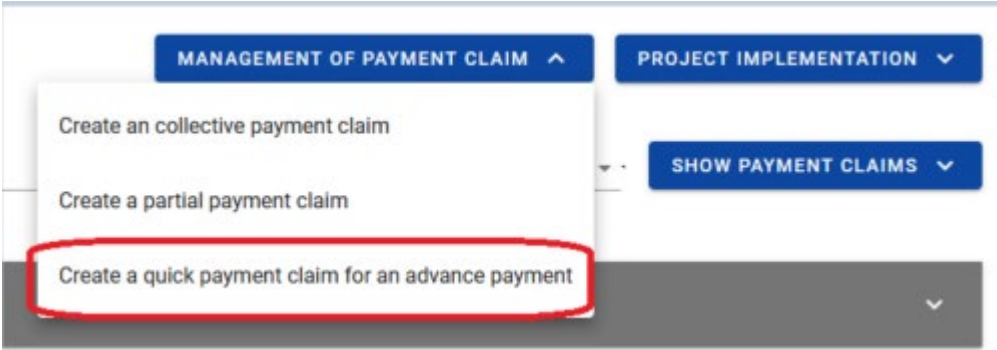 MANAGEMENT OF PAYMENT CLAIM
PROJECT IMPLEMENTATION
Create an collective payment claim
SHOW PAYMENT CLAIMS
Create a partial payment claim
Create a quick payment claim for an advance payment